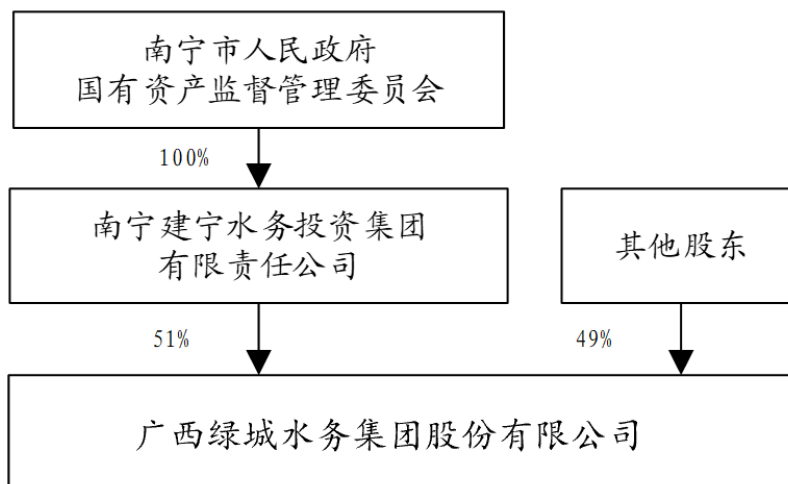 南宁市人民政府
国有资产监督管理委员会
100%
南宁建宁水务投资集团
有限责任公司
其他股东
51%
49%
广西绿城水务集团股份有限公司